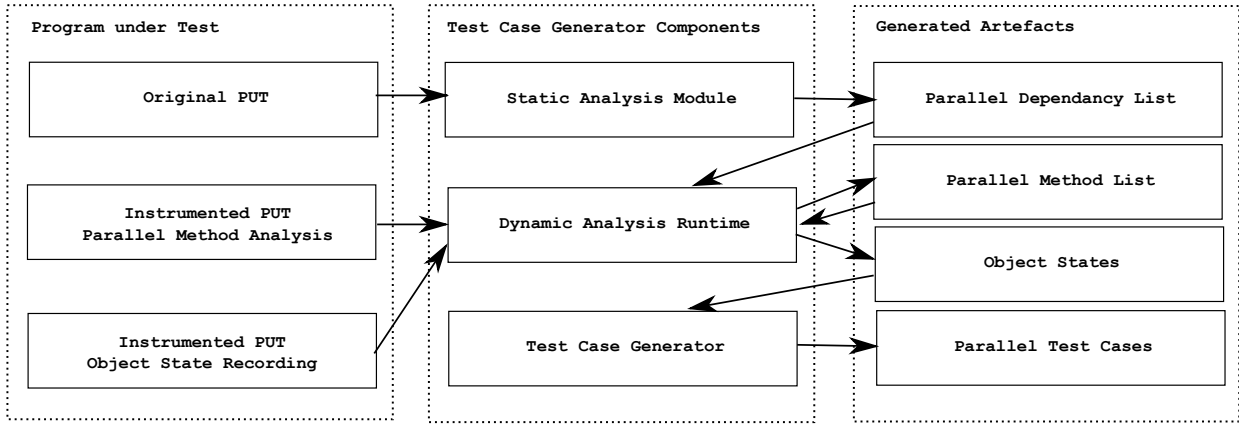 Program under Test
Original PUT
Instrumented PUT
Parallel Method Analysis
Instrumented PUT
Object State Recording
Test Case Generator Components
Static Analysis Module
Dynamic Analysis Runtime
Test Case Generator
Generated Artefacts
Parallel Dependancy List
Parallel Method List
Object States
Parallel Test Cases